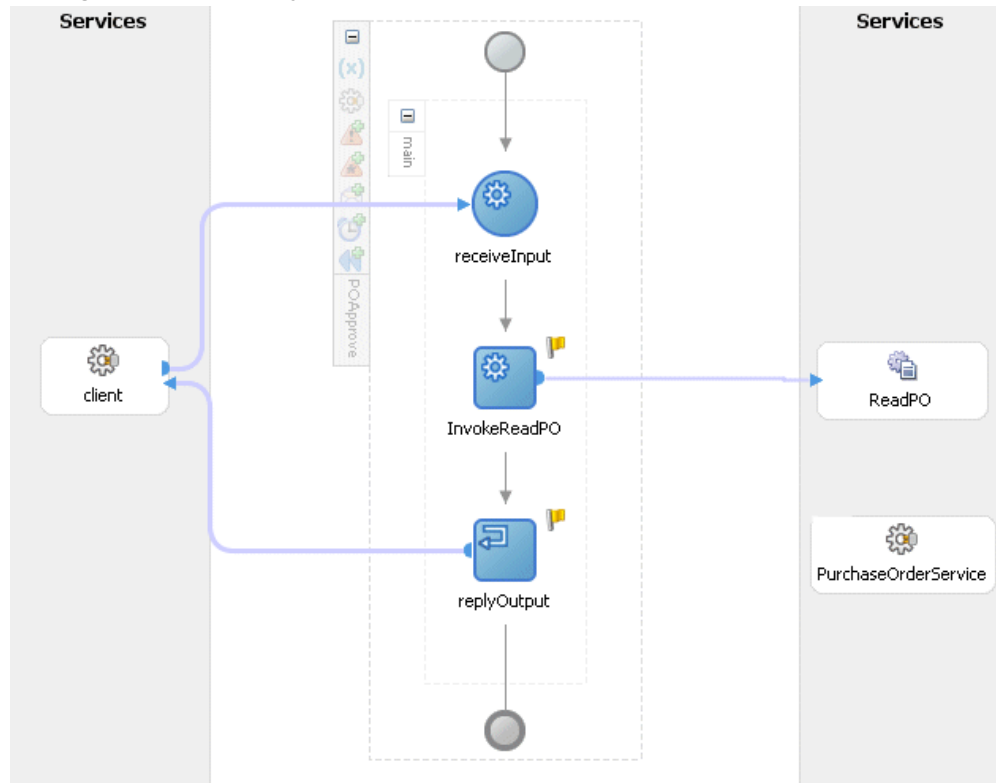 Services
Services
(x)
main
receiveInput
POApprove
client
InvokeReadPO
ReadPO
PurchaseOrderService
replyOutput